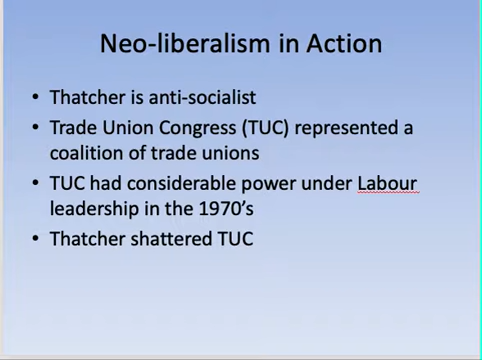 Neo-liberalism in Action
• Thatcher is anti-socialist
• Trade Union Congress (TUC) represented a
coalition of trade unions
• TUC had considerable power under Labour
leadership in the 1970's
• Thatcher shattered TUC